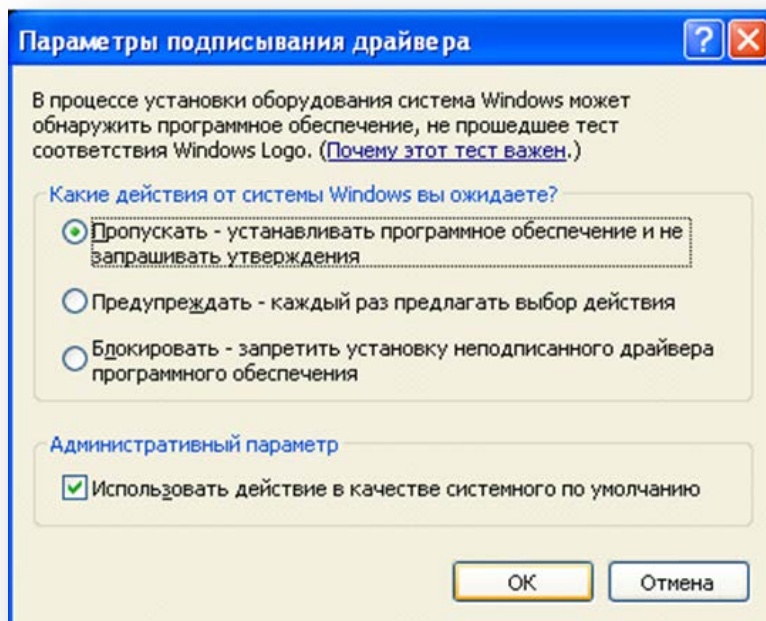 Параметры подписывания драйвера
В процессе установки оборудования система Windows может
обнаружить программное обеспечение, не прошедшее тест
соответствия Windows Logo. (Почему этот тест важен.)
Какие действия от системы Windows вы ожидаете?
Пропускать - устанавливать программное обеспечение и не
запрашивать утверждения
Предупреждать - каждый раз предлагать выбор действия
Блокировать - запретить установку неподписанного драйвера
программного обеспечения
Административный параметр
Использовать действие в качестве системного по умолчанию
ОК
Отмена